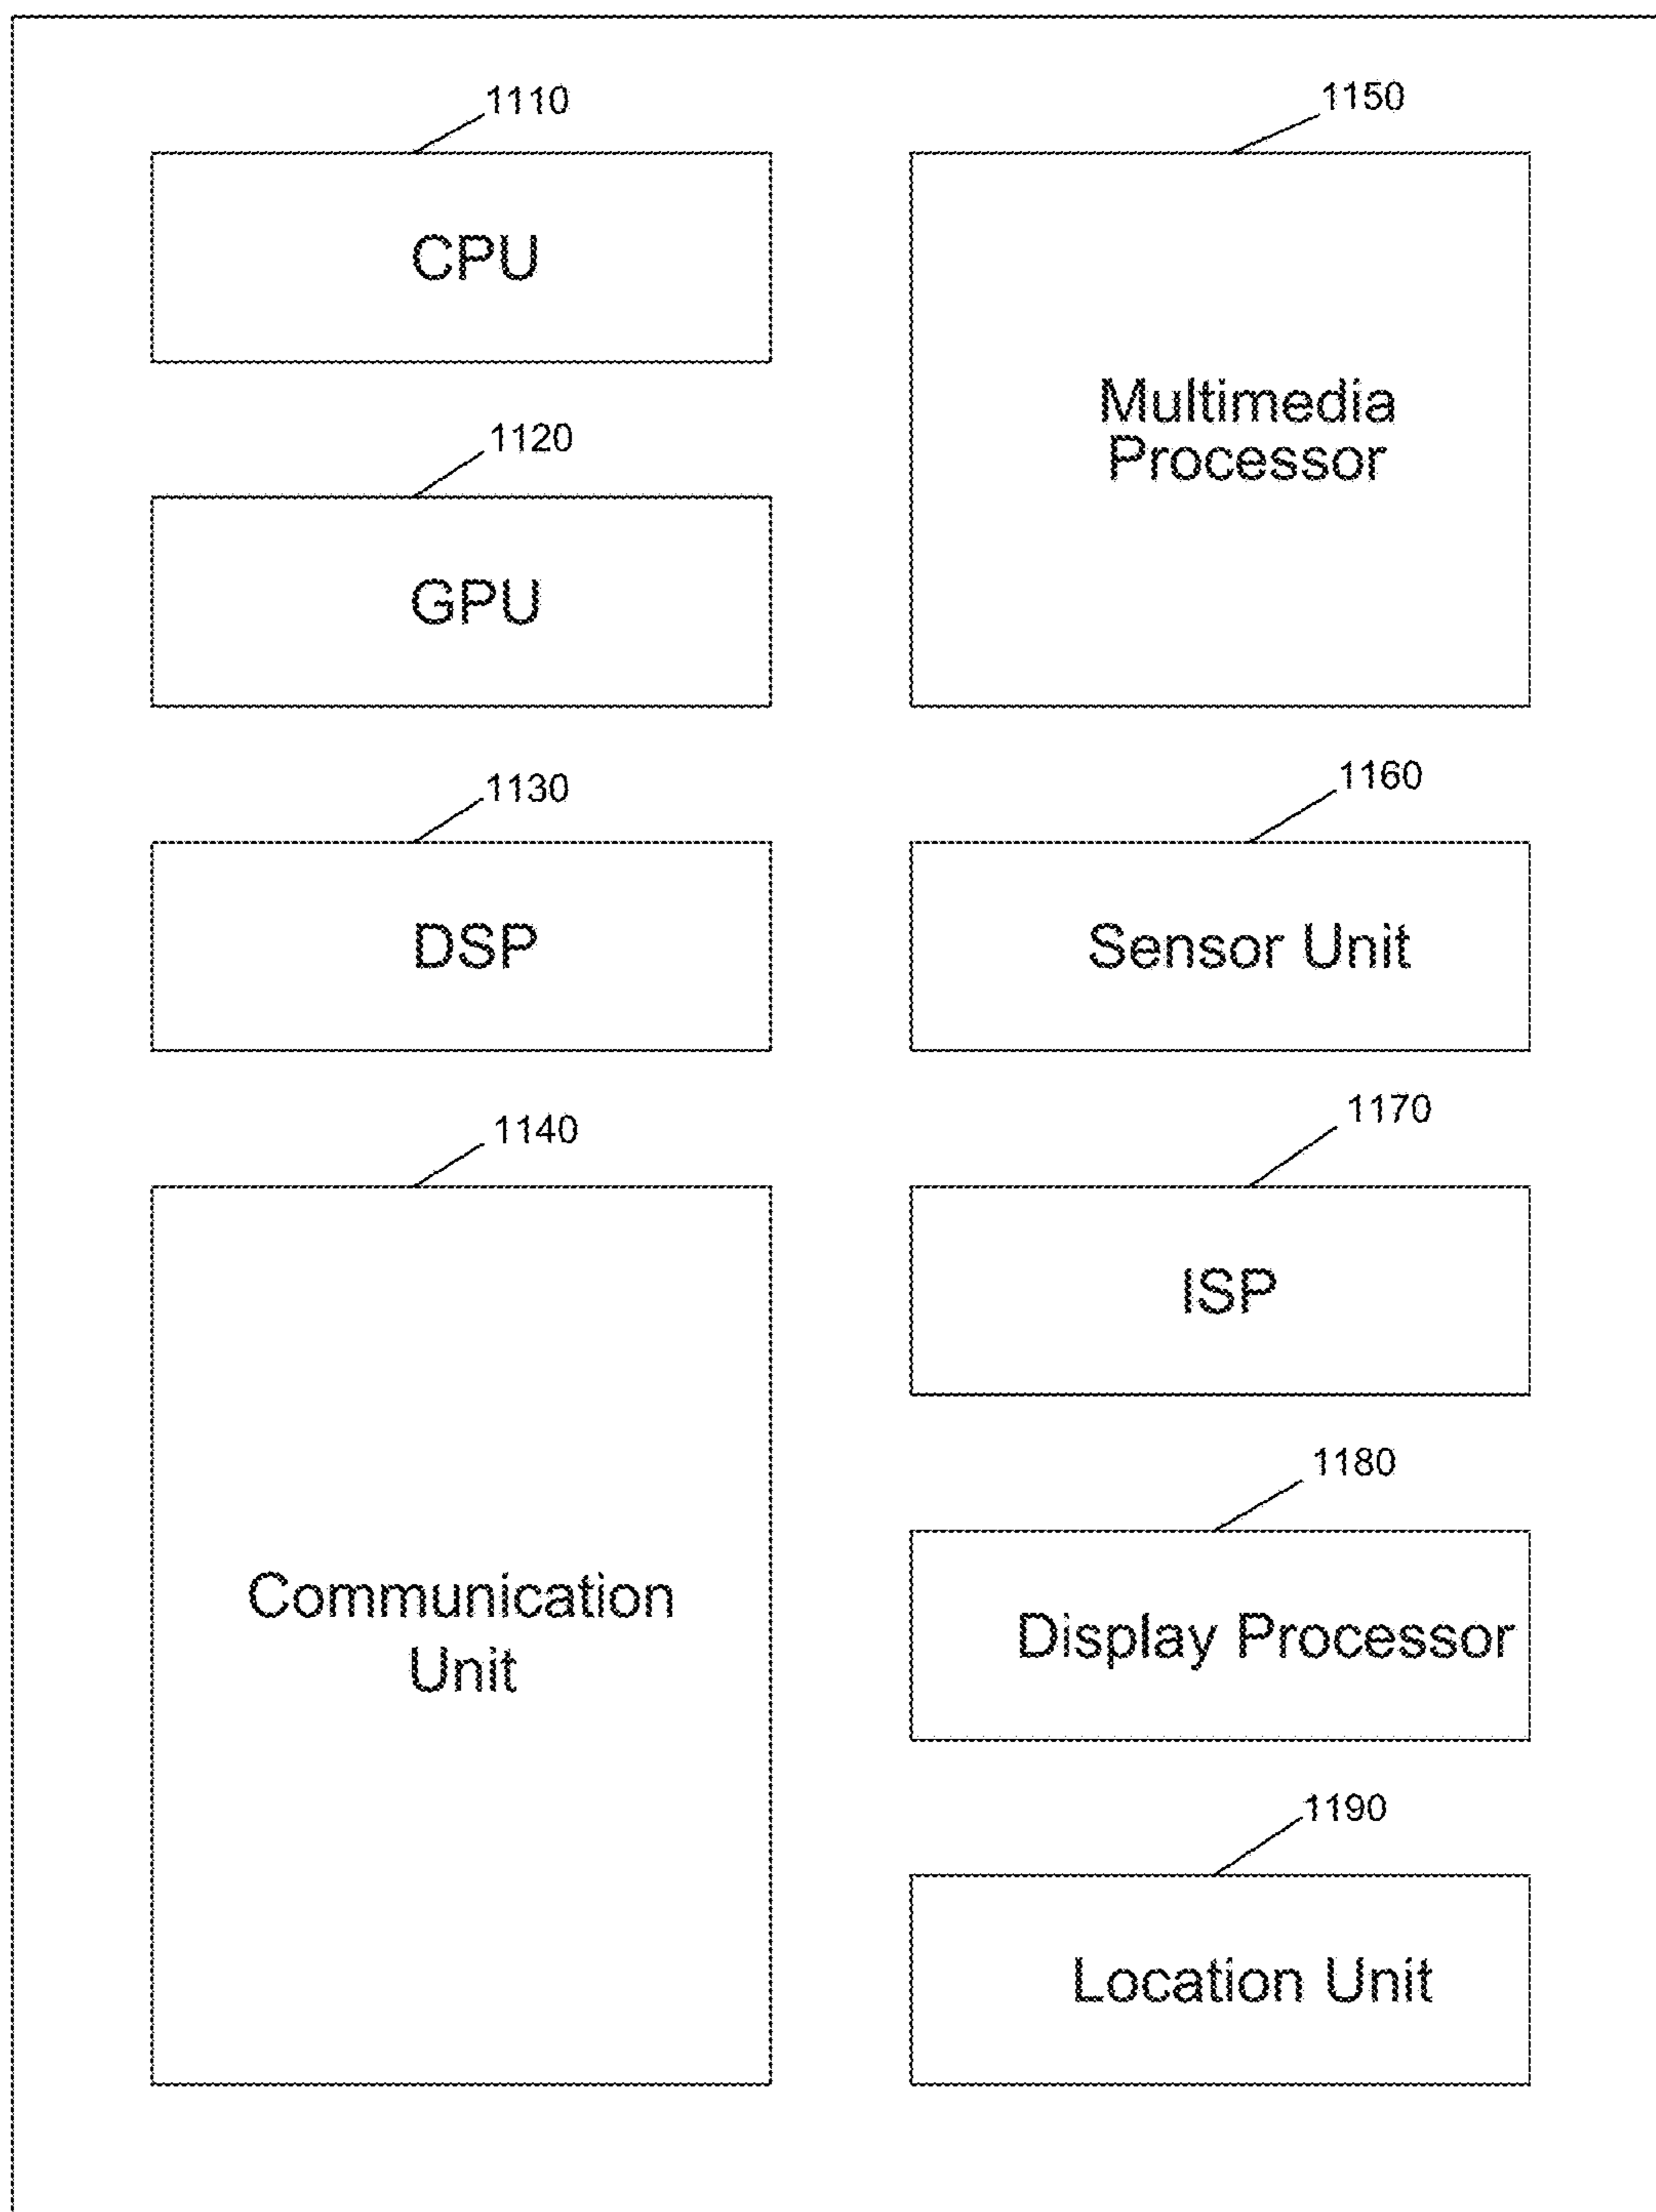 1110
CPU
1120
GPU
1130
DSP
1140
Communication
Unit
1150
Multimedia
Processor
1160
Sensor Unit
1170
ISP
1180
Display Processor
1190
Location Unit